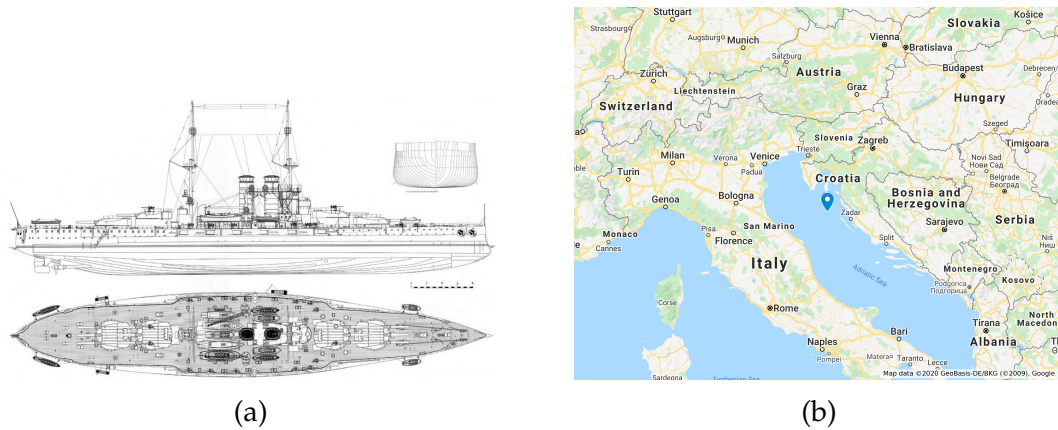 Stuttgart
Strasbourg
Augsburg
Munich
Salzburg
Vienna
Bratislava
Slovakia
Košice
Zürich
Liechtenstein
Austria
Budapest
Debrecen
Switzerland
Graz
Hungary
Oradea
Szeged
Slovenia
Zagreb
Timișoara
Milan
Verona
Venice
Trieste
Turin
Padua
Croatia
Novi Sad
Нови Сад
Belgrade
Београд
Genoa
Bologna
Bosnia and
Herzegovina
Zadar
Sarajevo
Serbia
Monaco
Cannes
Pisa
Florence
San Marino
Split
Niš
Ниш
Italy
Adriatic Sea
Montenegro
Kosovo
Podgorica
Подгорица
Corse
Rome
Tirana
North
Macedonia
Bari
Albania
Naples
Pompei
Matera
Taranto
Lecce
Sardegna
Tyrrhenian Sea
Map data ©2020 GeoBasis-DE/BKG (©2009), Google
(a)
(b)